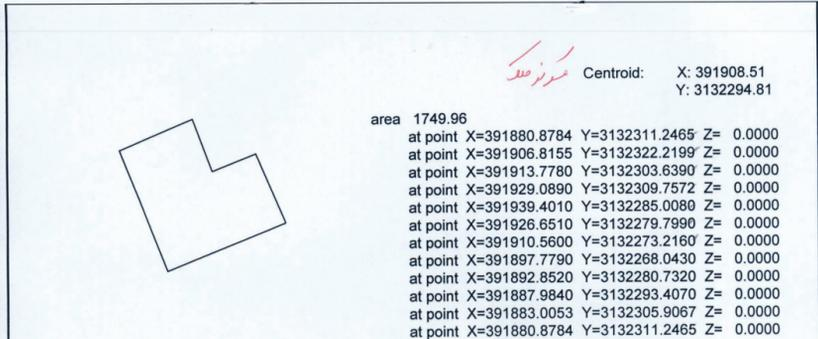 Centroid: X: 391908.51
Y: 3132294.81
area 1749.96
at point X=391880.8784 Y=3132311.2465 Z= 0.0000
at point X=391906.8155 Y=3132322.2199 Z= 0.0000
at point X=391913.7780 Y=3132303.6390 Z= 0.0000
at point X=391929.0890 Y=3132309.7572 Z= 0.0000
at point X=391939.4010 Y=3132285.0080 Z= 0.0000
at point X=391926.6510 Y=3132279.7990 Z= 0.0000
at point X=391910.5600 Y=3132273.2160 Z= 0.0000
at point X=391897.7790 Y=3132268.0430 Z= 0.0000
at point X=391892.8520 Y=3132280.7320 Z= 0.0000
at point X=391887.9840 Y=3132293.4070 Z= 0.0000
at point X=391883.0053 Y=3132305.9067 Z= 0.0000
at point X=391880.8784 Y=3132311.2465 Z= 0.0000